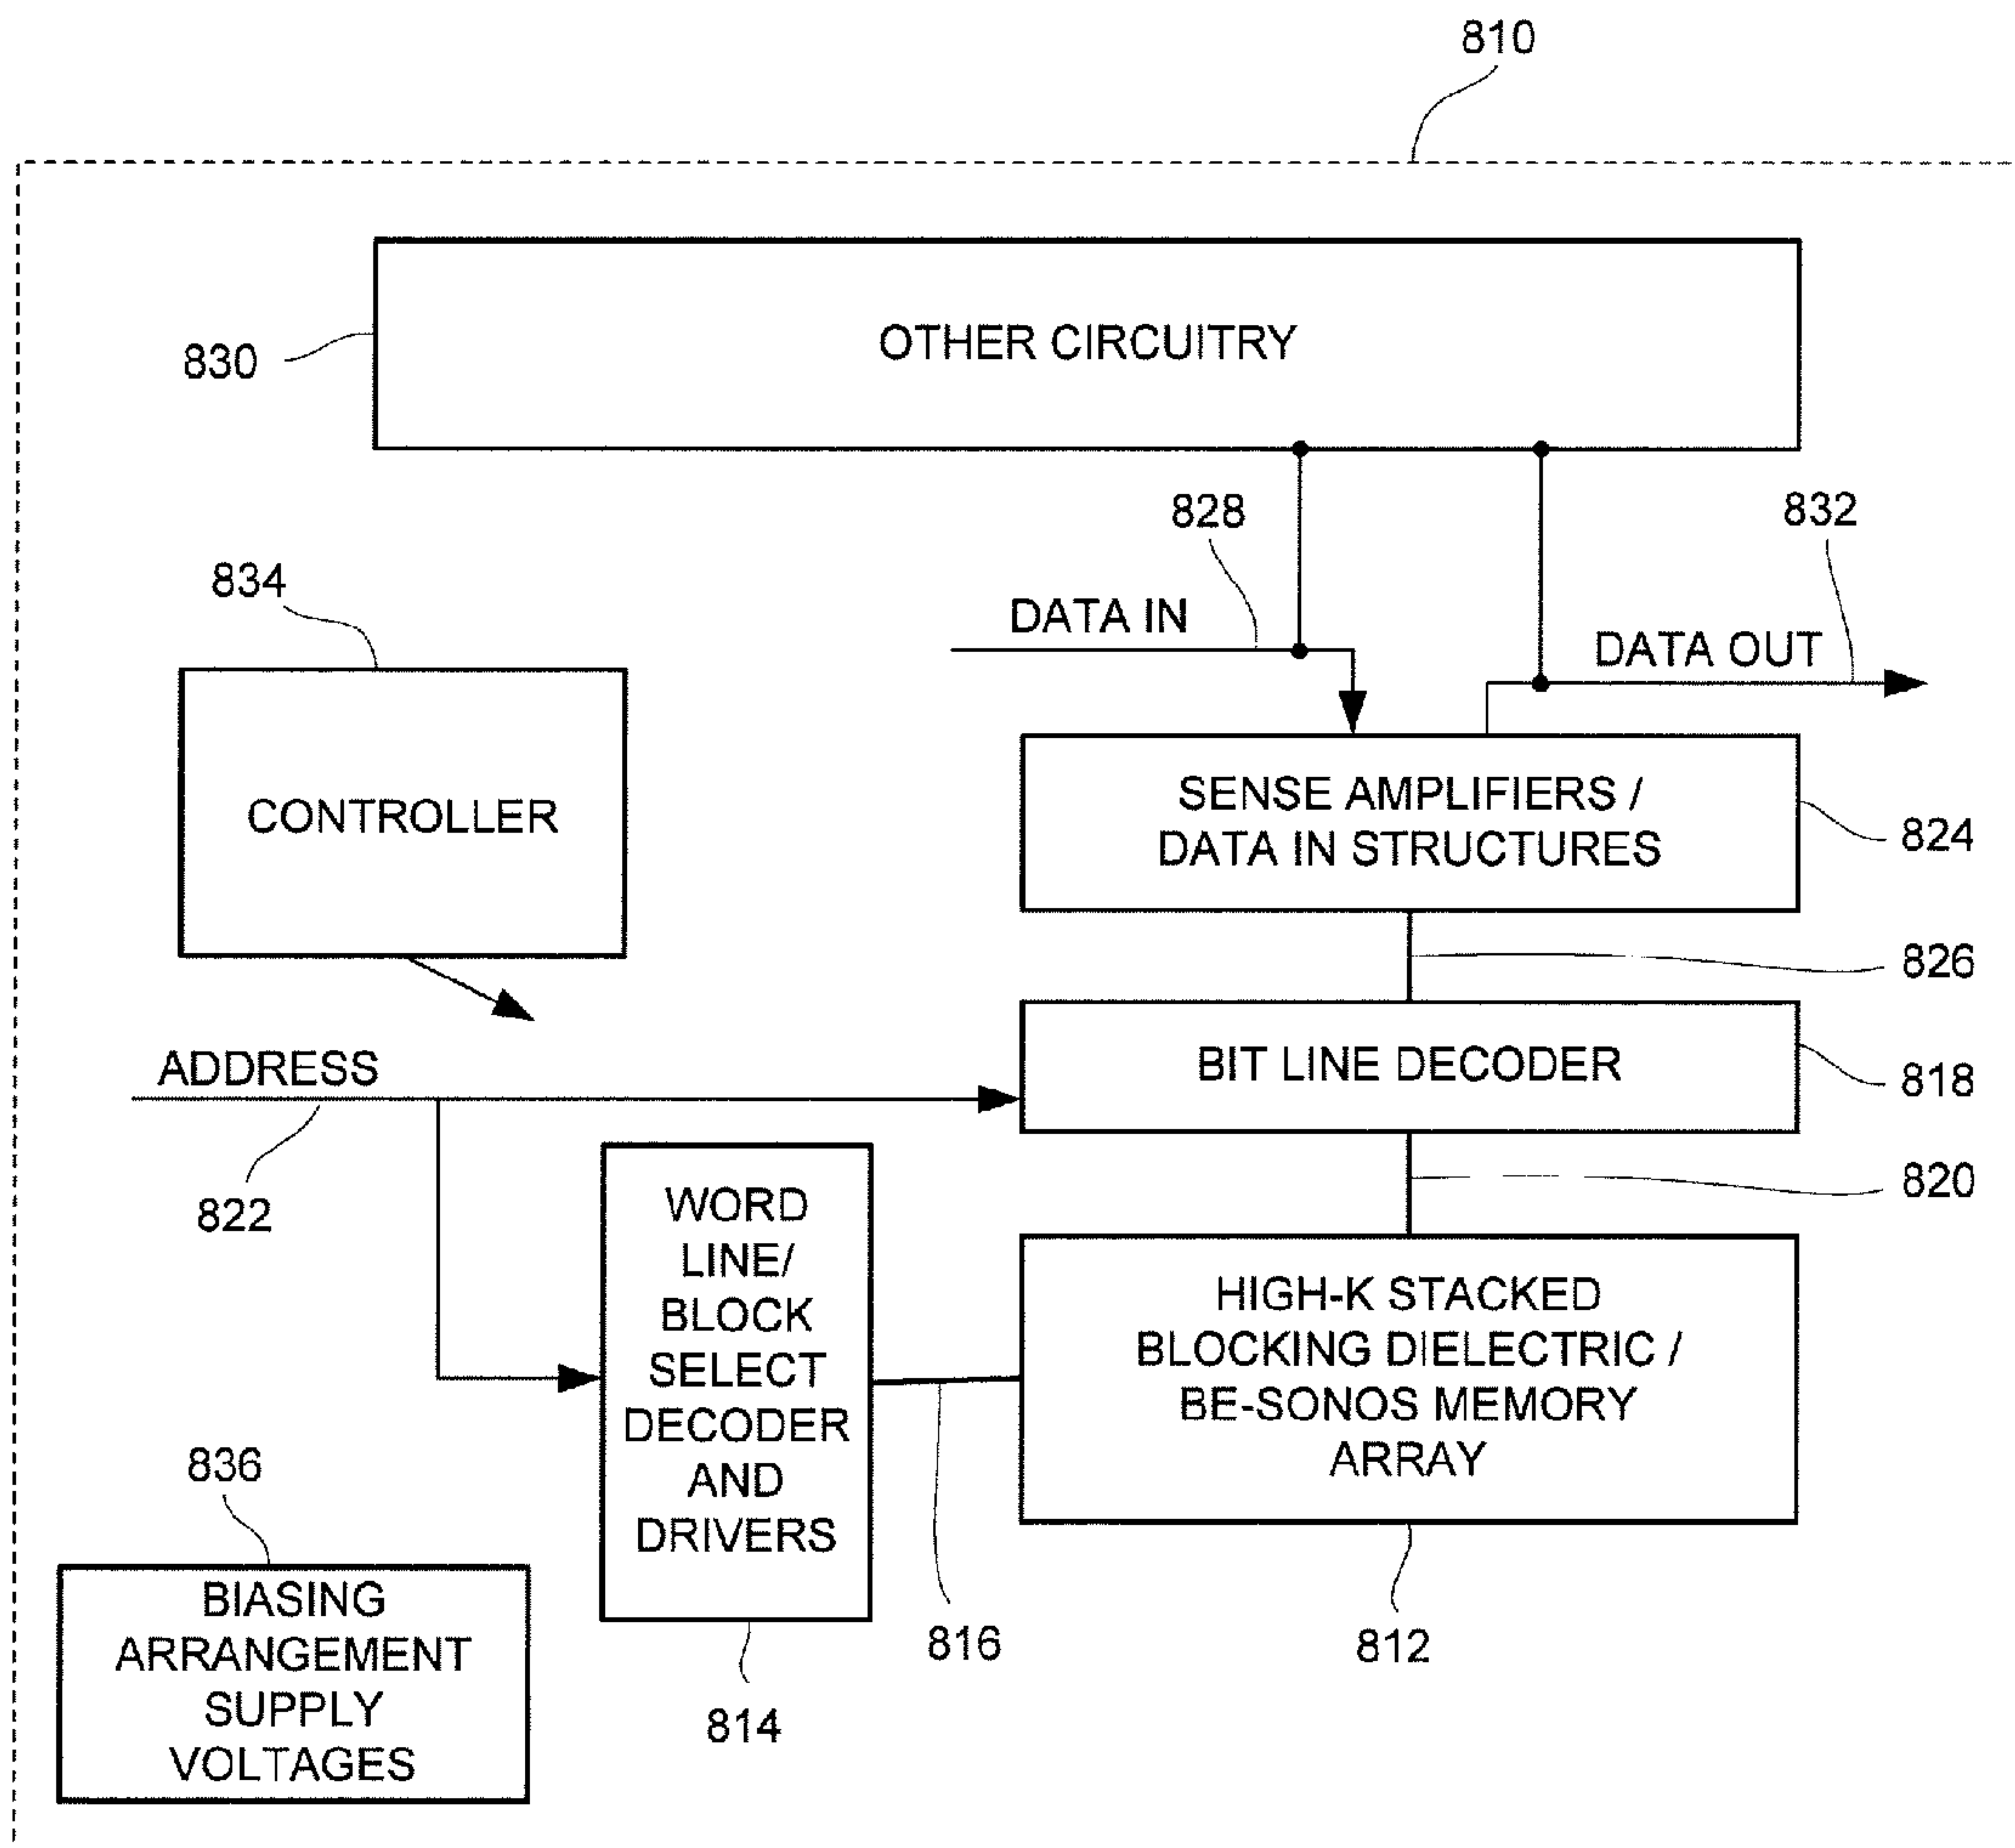 810
OTHER CIRCUITRY
830
828
832
834
DATA IN
DATA OUT
CONTROLLER
SENSE AMPLIFIERS /
DATA IN STRUCTURES
824
826
ADDRESS
BIT LINE DECODER
818
822
820
WORD
LINE/
BLOCK
SELECT
DECODER
AND
DRIVERS
HIGH-K STACKED
BLOCKING DIELECTRIC /
BE-SONOS MEMORY
ARRAY
836
BIASING
ARRANGEMENT
SUPPLY
VOLTAGES
816
812
814